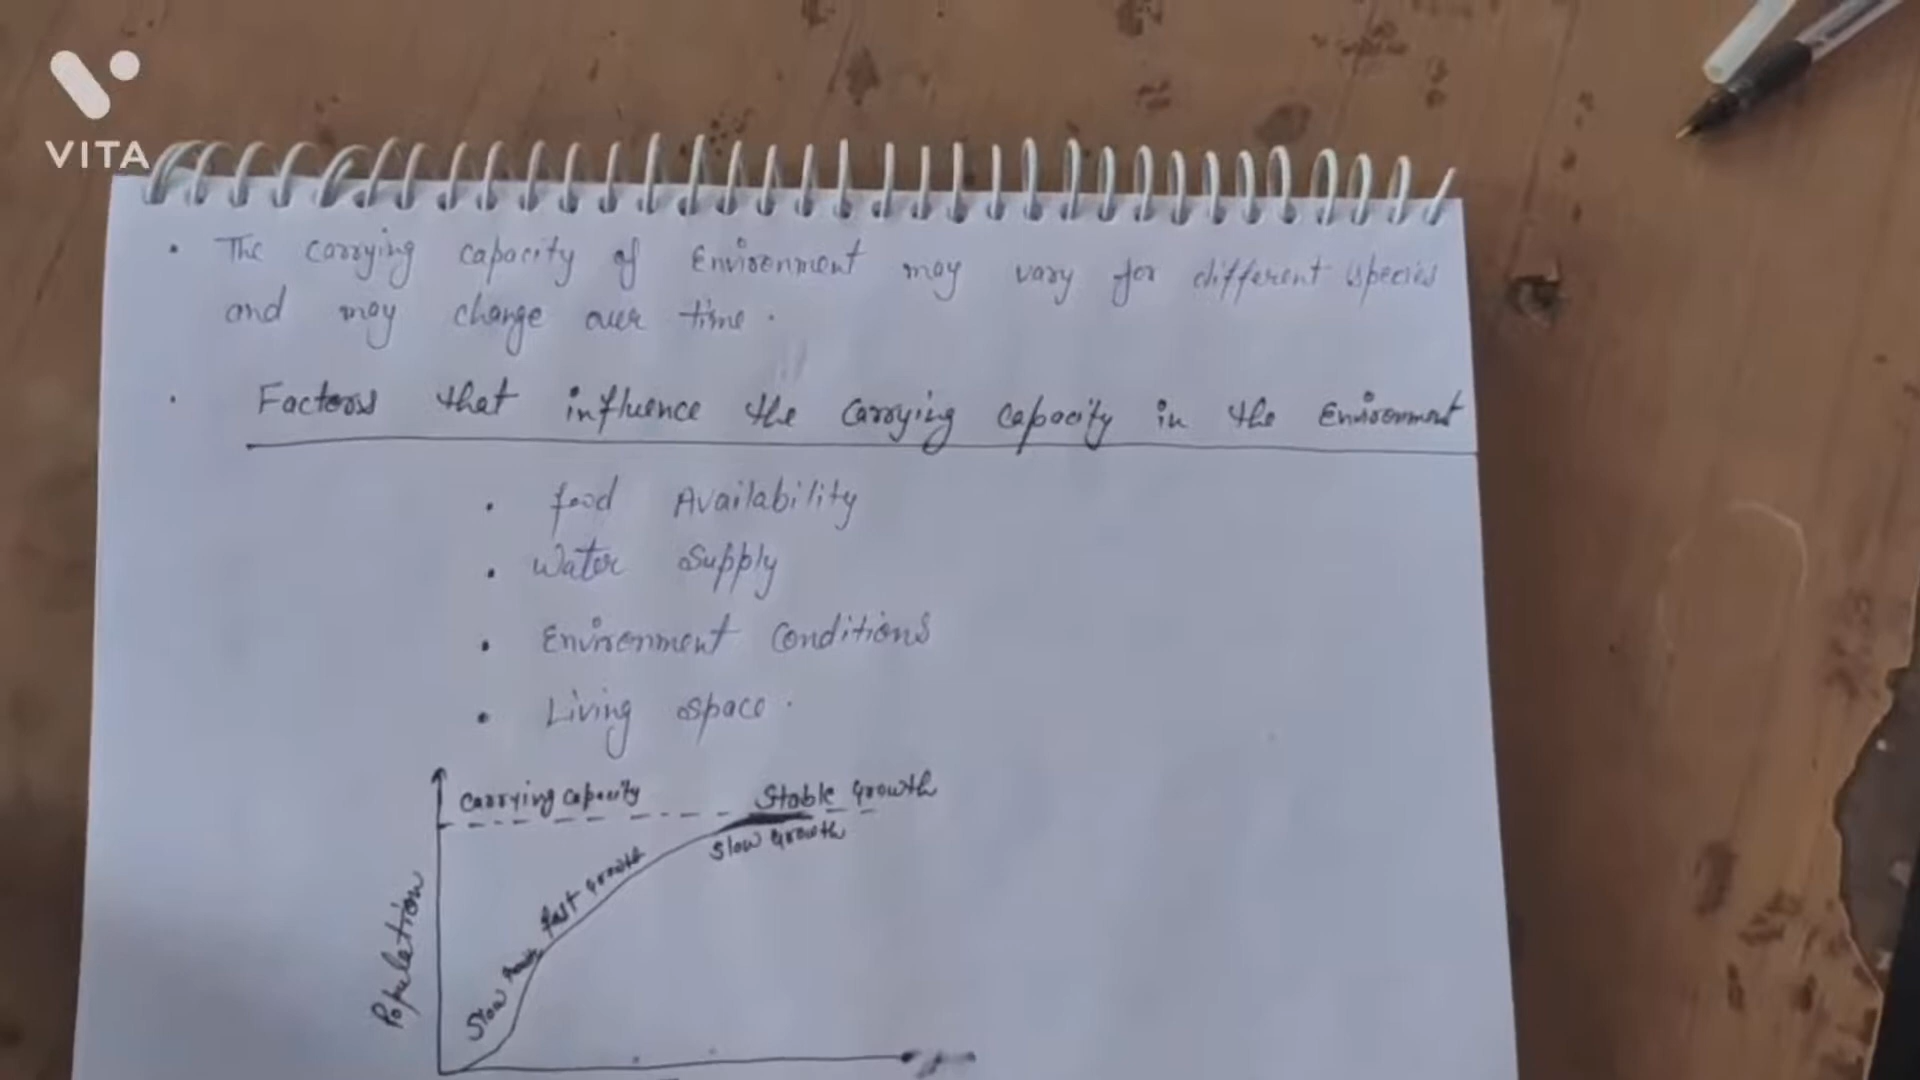 VITA
• The carrying capacity of Environment may vary for different species
and may change over time.
• Factors that influence the carrying capacity in the Environment
• food Availability
• Water supply
• Environment Conditions
• Living space.
carrying capacity
Stable growth
Slow growth
fast growth
Slow
Population